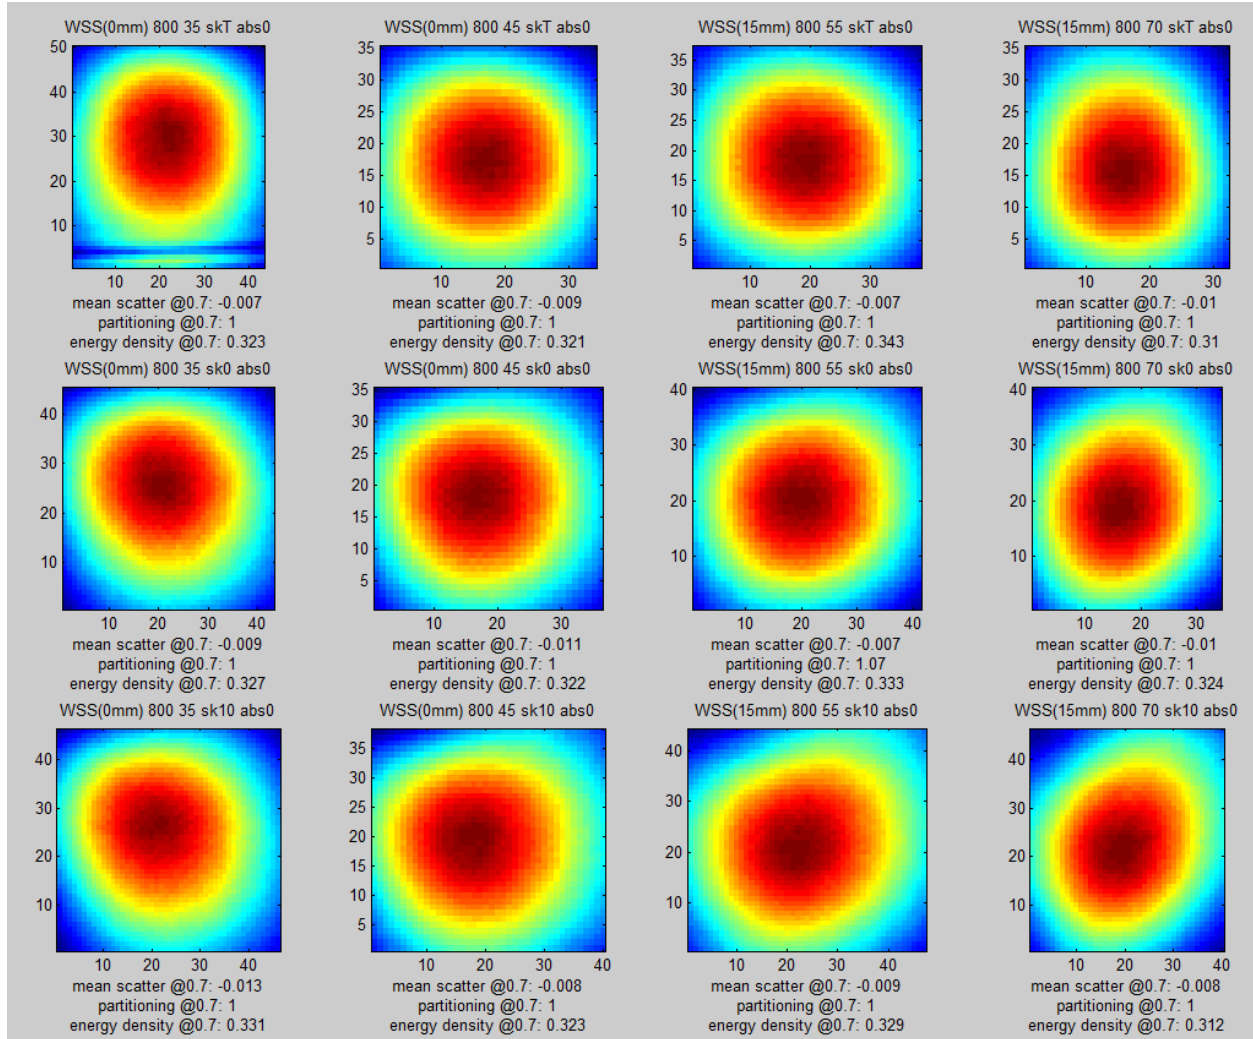 WSS(0mm) 800 35 skT abs0
WSS(0mm) 800 45 skT abs0
WSS(15mm) 800 55 skT abs0
WSS(15mm) 800 70 skT abs0
50
40
30
20
10
10 20 30 40
35
30
25
20
15
10
5
10 20 30
35
30
25
20
15
10
5
10 20 30
35
30
25
20
15
10
5
10 20 30
mean scatter @0.7: -0.007
partitioning @0.7: 1
energy density @0.7: 0.323
mean scatter @0.7: -0.009
partitioning @0.7: 1
energy density @0.7: 0.321
mean scatter @0.7: -0.007
partitioning @0.7: 1
energy density @0.7: 0.343
mean scatter @0.7: -0.01
partitioning @0.7: 1
energy density @0.7: 0.31
WSS(0mm) 800 35 sk0 abs0
WSS(0mm) 800 45 sk0 abs0
WSS(15mm) 800 55 sk0 abs0
WSS(15mm) 800 70 sk0 abs0
40
30
20
10
10 20 30 40
35
30
25
20
15
10
5
10 20 30
40
30
20
10
10 20 30 40
40
30
20
10
10 20 30
mean scatter @0.7: -0.009
partitioning @0.7: 1
energy density @0.7: 0.327
mean scatter @0.7: -0.011
partitioning @0.7: 1
energy density @0.7: 0.322
mean scatter @0.7: -0.007
partitioning @0.7: 1.07
energy density @0.7: 0.333
mean scatter @0.7: -0.01
partitioning @0.7: 1
energy density @0.7: 0.324
WSS(0mm) 800 35 sk10 abs0
WSS(0mm) 800 45 sk10 abs0
WSS(15mm) 800 55 sk10 abs0
WSS(15mm) 800 70 sk10 abs0
40
30
20
10
10 20 30 40
35
30
25
20
15
10
5
10 20 30 40
40
30
20
10
10 20 30 40
40
30
20
10
10 20 30 40
mean scatter @0.7: -0.013
partitioning @0.7: 1
energy density @0.7: 0.331
mean scatter @0.7: -0.008
partitioning @0.7: 1
energy density @0.7: 0.323
mean scatter @0.7: -0.009
partitioning @0.7: 1
energy density @0.7: 0.329
mean scatter @0.7: -0.008
partitioning @0.7: 1
energy density @0.7: 0.312